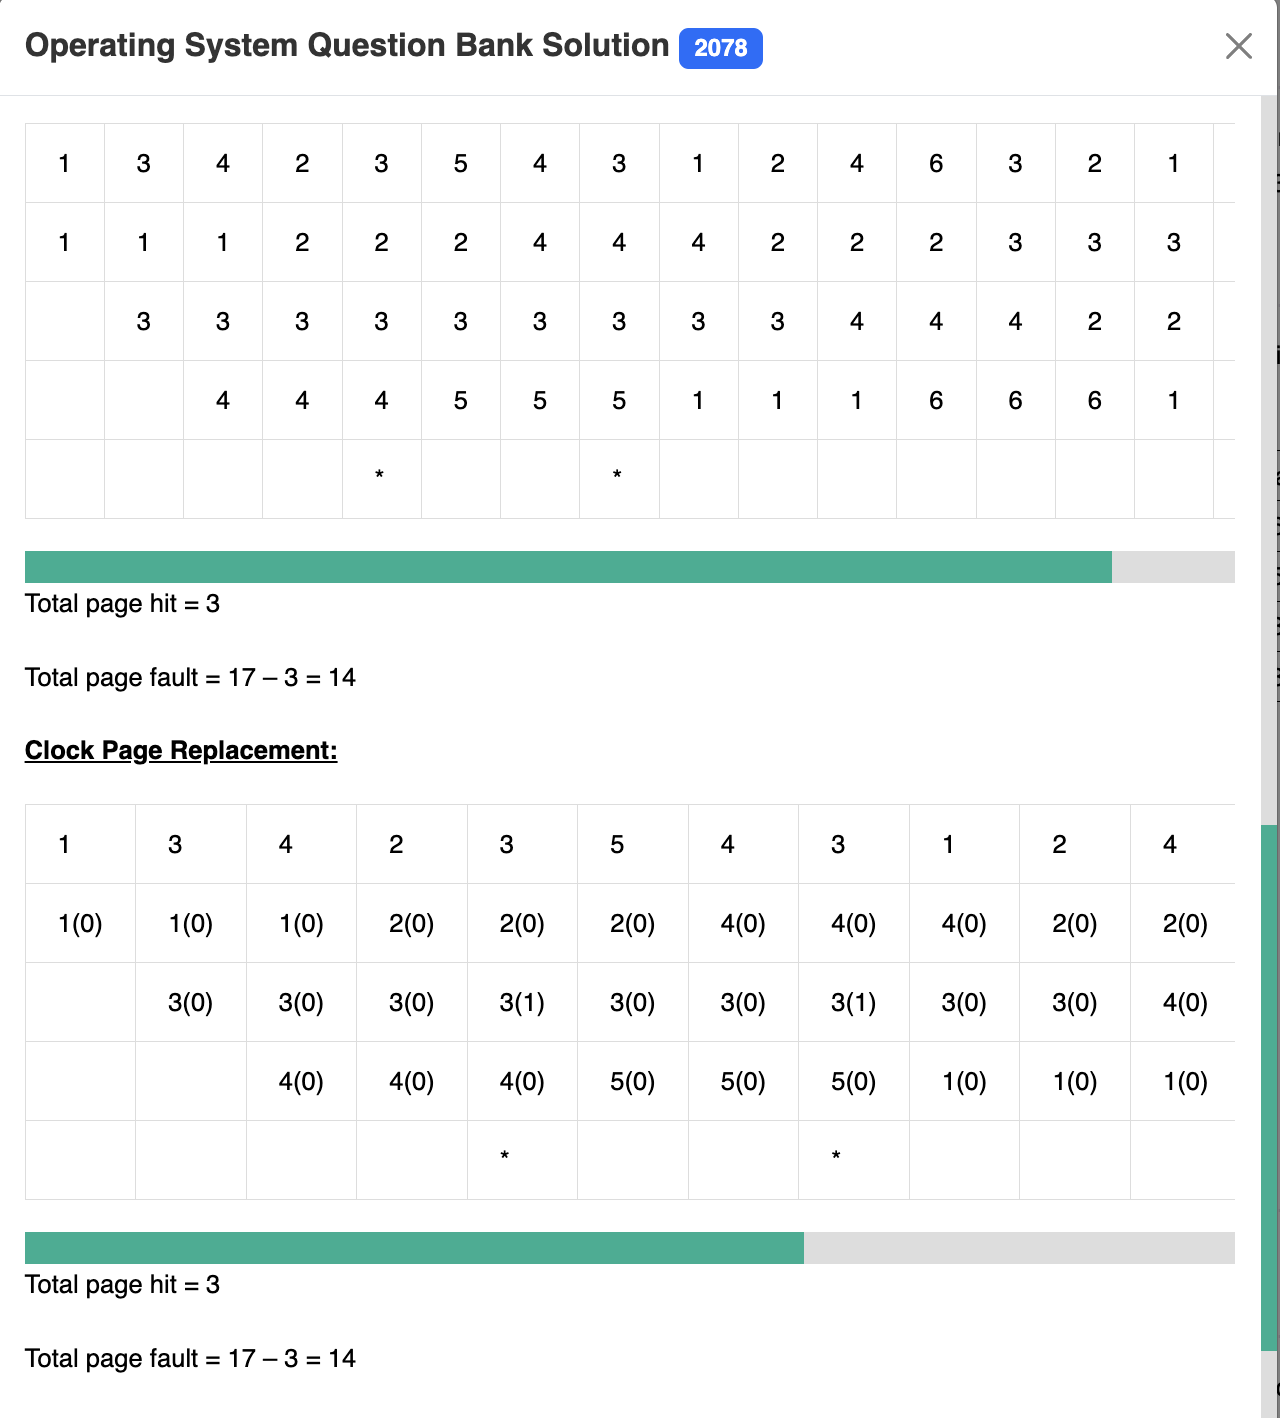 Operating System Question Bank Solution 2078
1 3 4 2 3 5 4 3 1 2 4 6 3 2 1
1 1 1 2 2 2 4 4 4 2 2 2 3 3 3
3 3 3 3 3 3 3 3 3 4 4 4 2 2
4 4 4 5 5 5 1 1 1 6 6 6 1
* *
Total page hit = 3
Total page fault = 17 – 3 = 14
Clock Page Replacement:
1 3 4 2 3 5 4 3 1 2 4
1(0) 1(0) 1(0) 2(0) 2(0) 2(0) 4(0) 4(0) 4(0) 2(0) 2(0)
3(0) 3(0) 3(0) 3(1) 3(0) 3(0) 3(1) 3(0) 3(0) 4(0)
4(0) 4(0) 4(0) 5(0) 5(0) 5(0) 1(0) 1(0) 1(0)
* *
Total page hit = 3
Total page fault = 17 – 3 = 14